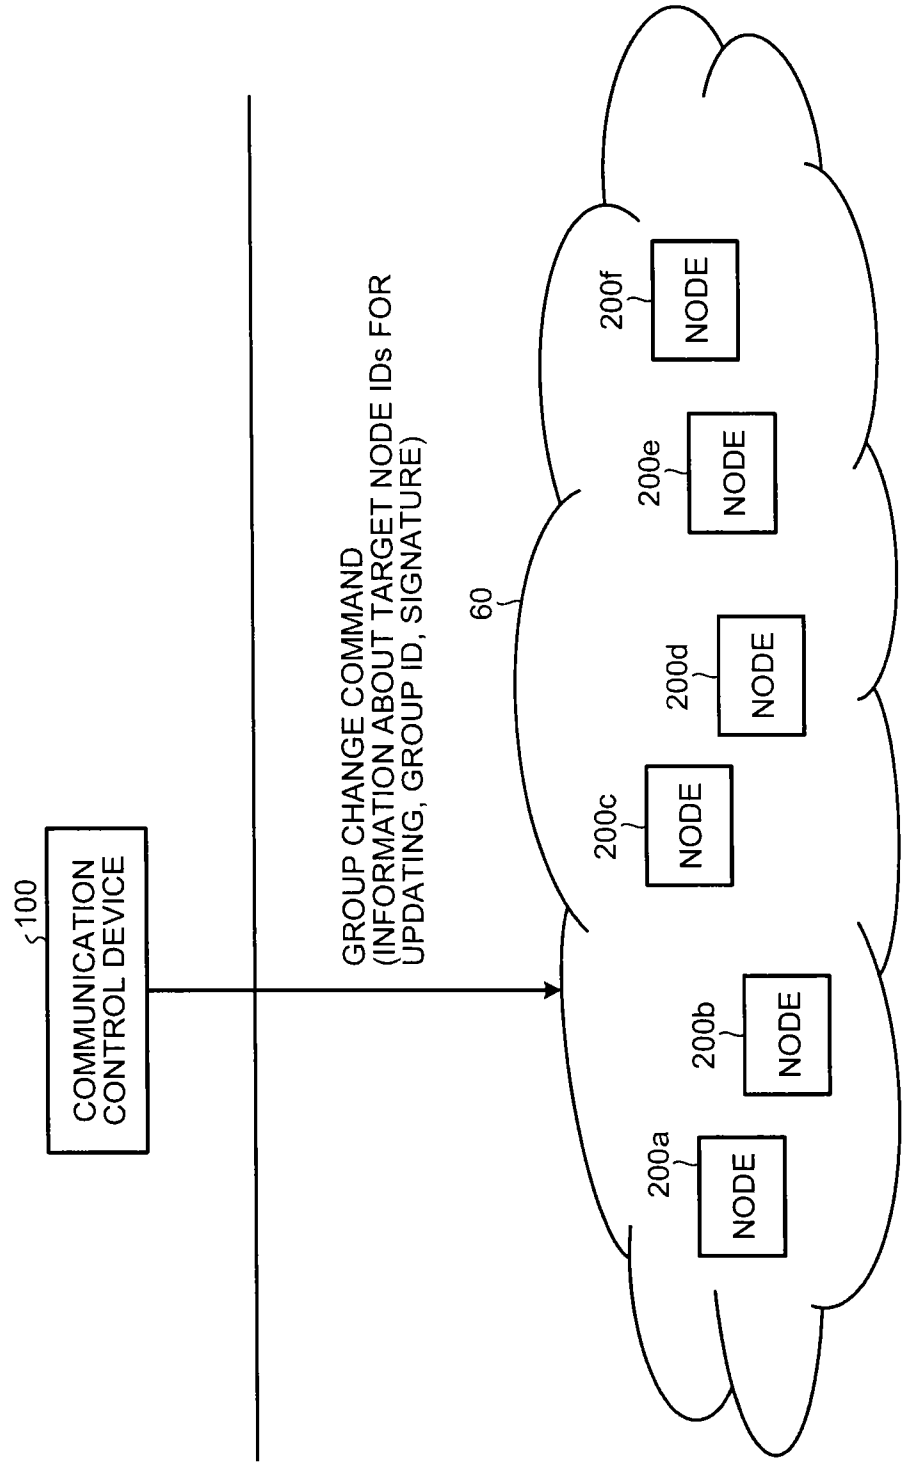 100
COMMUNICATION
CONTROL DEVICE
GROUP CHANGE COMMAND
(INFORMATION ABOUT TARGET NODE IDs FOR
UPDATING, GROUP ID, SIGNATURE)
60
200a
NODE
200b
NODE
200c
NODE
200d
NODE
200e
NODE
200f
NODE